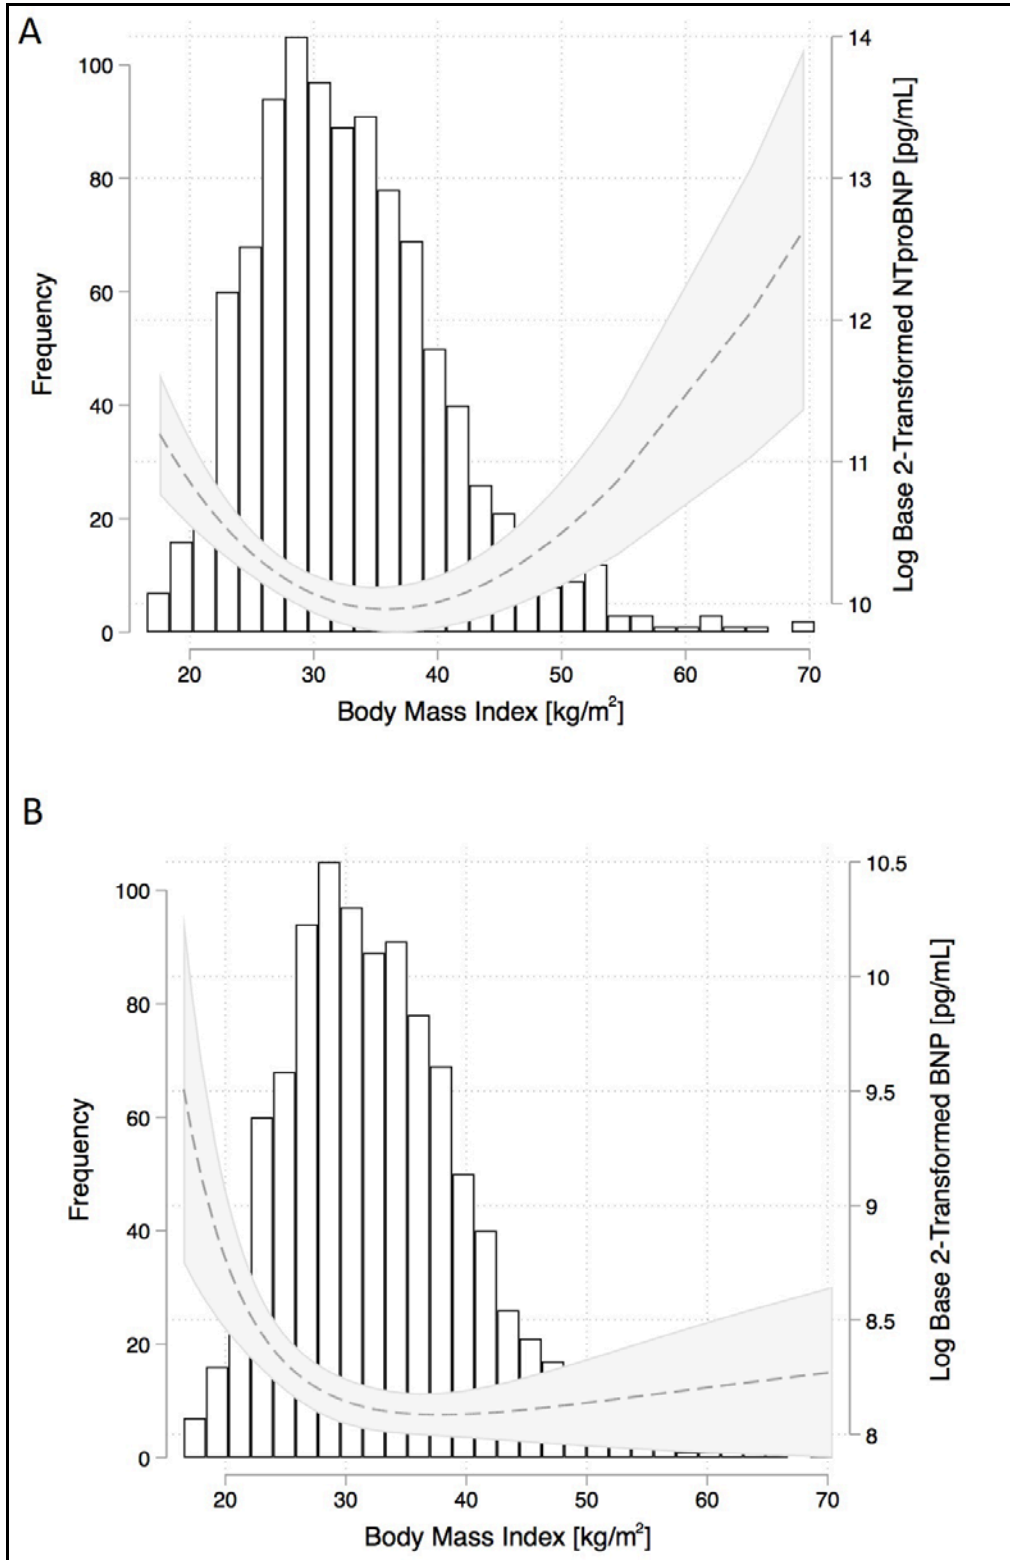 A
14
100
13
80
60
12
40
11
20
10
0
Frequency
Log Base 2-Transformed NTproBNP [pg/mL]
20 30 40 50 60 70
Body Mass Index [kg/m²]
B
10.5
100
10
80
9.5
60
9
40
8.5
20
8
0
Frequency
Log Base 2-Transformed BNP [pg/mL]
20 30 40 50 60 70
Body Mass Index [kg/m²]